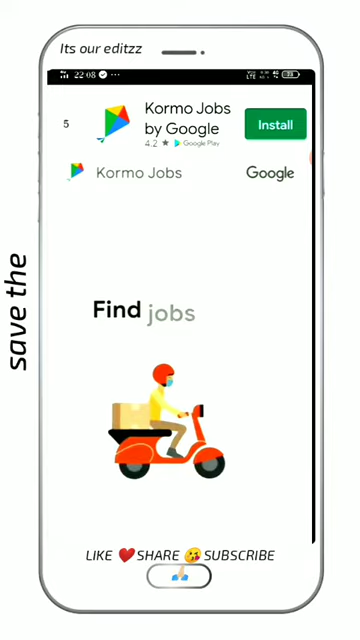 Its our editzz
22:08
5
Kormo Jobs
by Google
4.2 ★ Google Play
Install
Kormo Jobs
Google
save the
Find jobs
LIKE ❤️SHARE 😘SUBSCRIBE